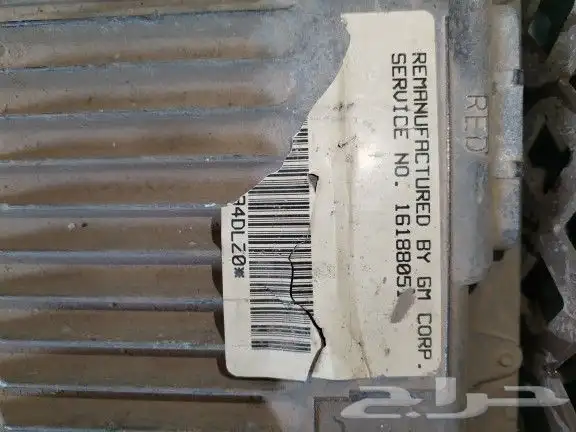 REMANUFACTURED BY GM CORP.
SERVICE NO. 1618805
4DLZ0*
RED
حراج